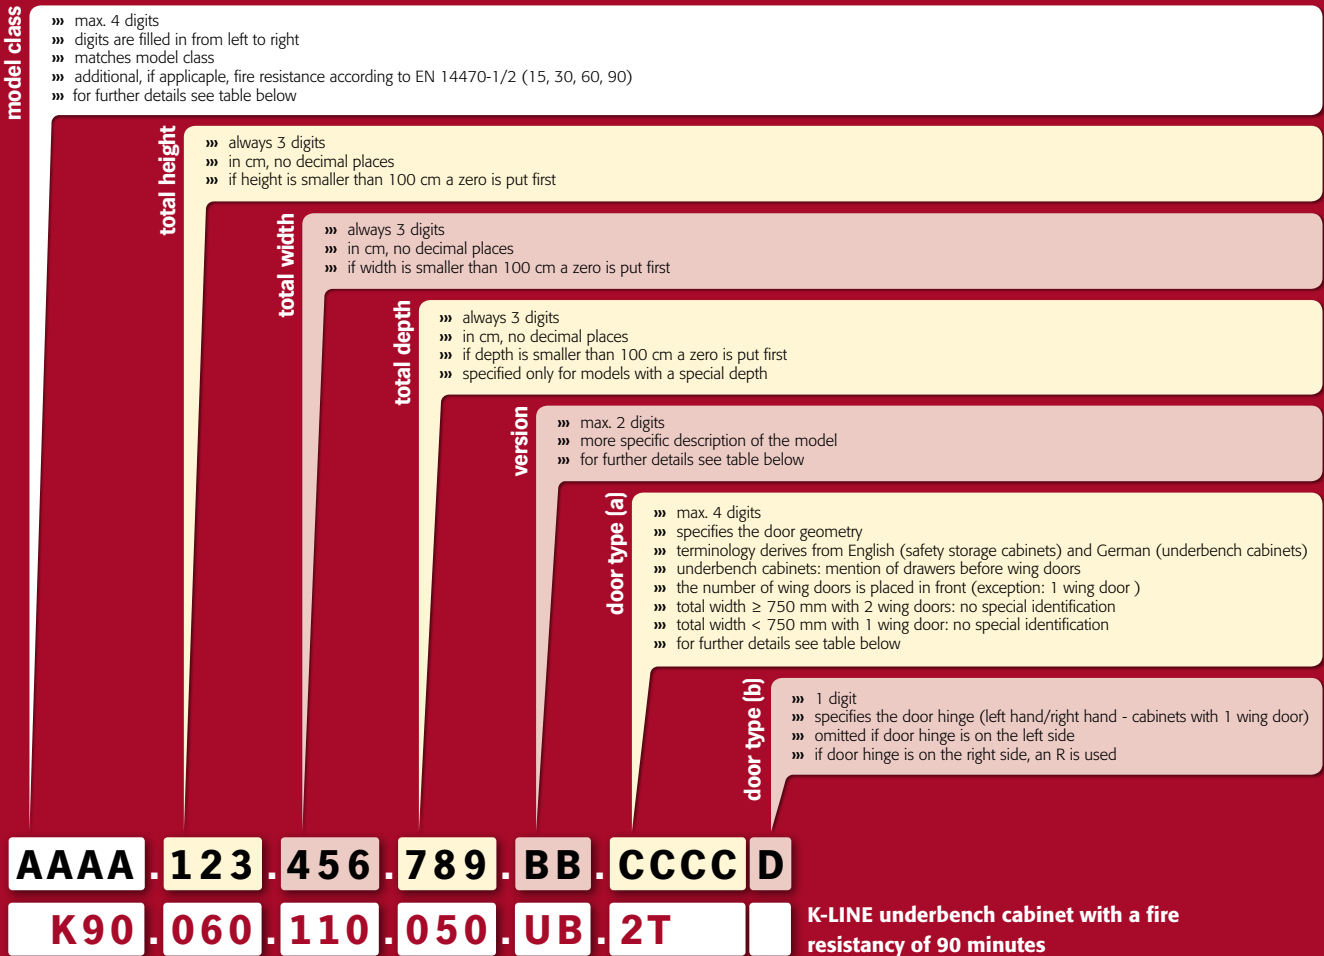 model class
››› max. 4 digits
››› digits are filled in from left to right
››› matches model class
››› additional, if applicaple, fire resistance according to EN 14470-1/2 (15, 30, 60, 90)
››› for further details see table below
total height
››› always 3 digits
››› in cm, no decimal places
››› if height is smaller than 100 cm a zero is put first
total width
››› always 3 digits
››› in cm, no decimal places
››› if width is smaller than 100 cm a zero is put first
total depth
››› always 3 digits
››› in cm, no decimal places
››› if depth is smaller than 100 cm a zero is put first
››› specified only for models with a special depth
version
››› max. 2 digits
››› more specific description of the model
››› for further details see table below
door type (a)
››› max. 4 digits
››› specifies the door geometry
››› terminology derives from English (safety storage cabinets) and German (underbench cabinets)
››› underbench cabinets: mention of drawers before wing doors
››› the number of wing doors is placed in front (exception: 1 wing door )
››› total width ≥ 750 mm with 2 wing doors: no special identification
››› total width < 750 mm with 1 wing door: no special identification
››› for further details see table below
door type (b)
››› 1 digit
››› specifies the door hinge (left hand/right hand - cabinets with 1 wing door)
››› omitted if door hinge is on the left side
››› if door hinge is on the right side, an R is used
AAAA.123.456.789.BB.CCCC D
K90.060.110.050.UB.2T
K-LINE underbench cabinet with a fire
resistancy of 90 minutes